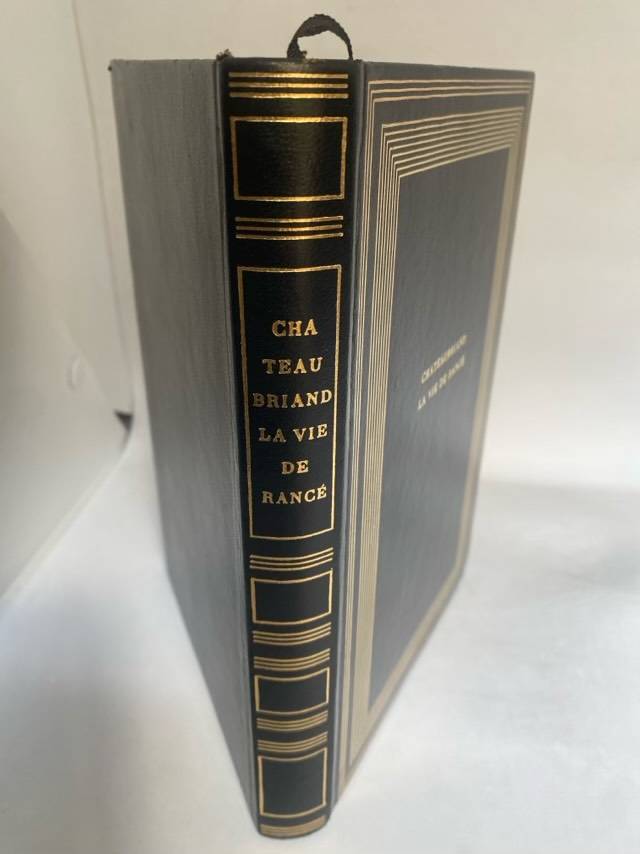 CHA
TEAU
BRIAND
LA VIE
DE
RANCÉ
CHATEAUBRIAND
LA VIE DE RANCÉ